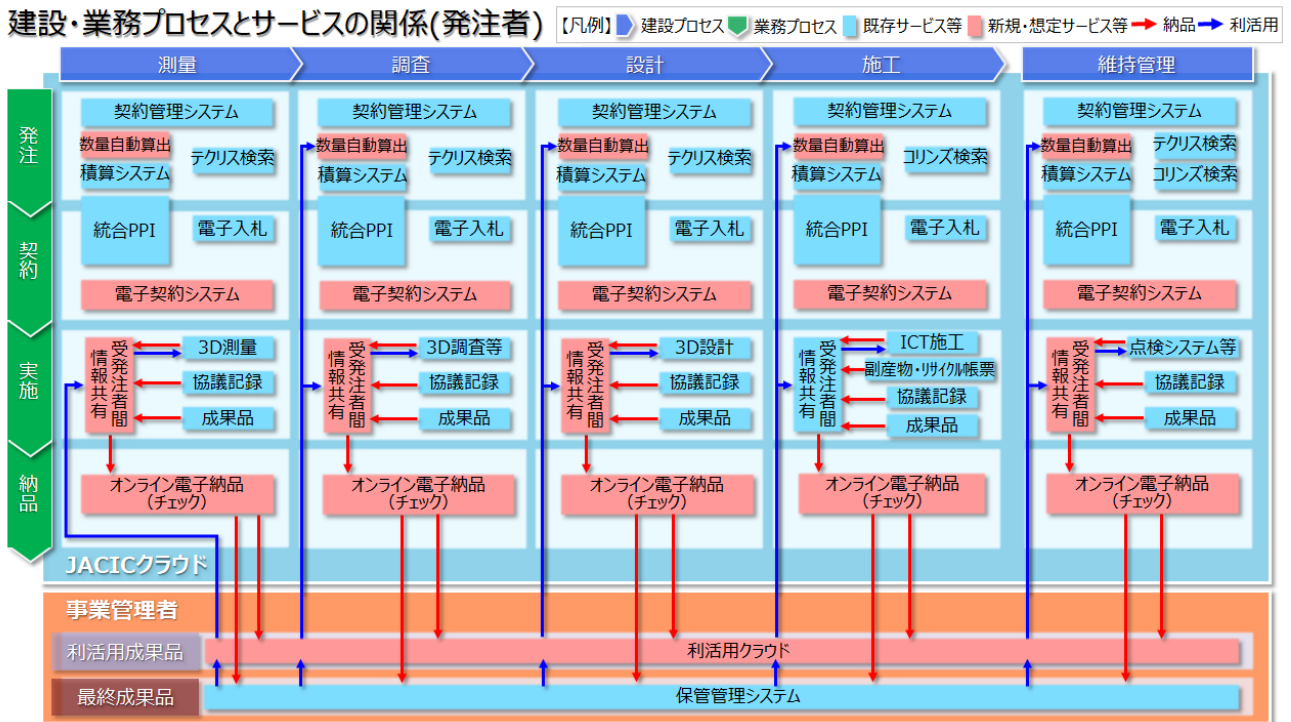 建設・業務プロセスとサービスの関係(発注者)
【凡例】 建設プロセス 業務プロセス 既存サービス等 新規・想定サービス等 納品 利活用
測量 調査 設計 施工 維持管理
発注
契約管理システム 契約管理システム 契約管理システム 契約管理システム 契約管理システム
数量自動算出 テクリス検索 数量自動算出 テクリス検索 数量自動算出 テクリス検索 数量自動算出 コリンズ検索 数量自動算出 テクリス検索
積算システム 積算システム 積算システム 積算システム 積算システム コリンズ検索
契約
統合PPI 電子入札 統合PPI 電子入札 統合PPI 電子入札 統合PPI 電子入札 統合PPI 電子入札
電子契約システム 電子契約システム 電子契約システム 電子契約システム 電子契約システム
実施
受発注者間
情報共有
3D測量
協議記録
成果品
受発注者間
情報共有
3D調査等
協議記録
成果品
受発注者間
情報共有
3D設計
協議記録
成果品
受発注者間
情報共有
ICT施工
副産物・リサイクル帳票
協議記録
成果品
受発注者間
情報共有
点検システム等
協議記録
成果品
納品
オンライン電子納品 オンライン電子納品 オンライン電子納品 オンライン電子納品 オンライン電子納品
(チェック) (チェック) (チェック) (チェック) (チェック)
JACICクラウド
事業管理者
利活用成果品 利活用クラウド
最終成果品 保管管理システム